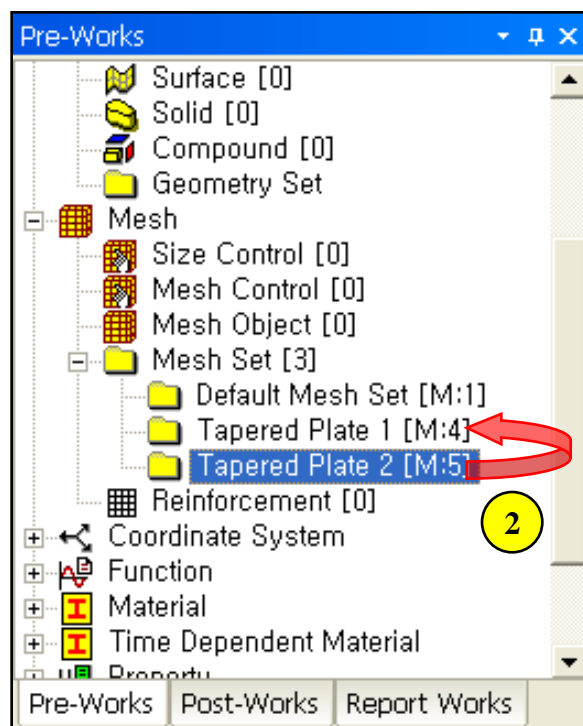 Pre-Works
Surface [0]
Solid [0]
Compound [0]
Geometry Set
Mesh
Size Control [0]
Mesh Control [0]
Mesh Object [0]
Mesh Set [3]
Default Mesh Set [M:1]
Tapered Plate 1 [M:4]
Tapered Plate 2 [M:5]
Reinforcement [0]
2
Coordinate System
Function
Material
Time Dependent Material
Property
Pre-Works Post-Works Report Works